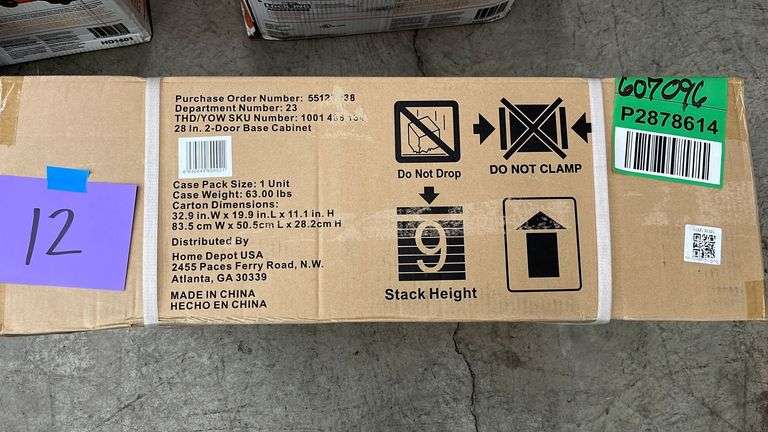 HD1601
Purchase Order Number: 5512 38
Department Number: 23
THD/YOW SKU Number: 1001 4
28 in. 2-Door Base Cabinet
Case Pack Size: 1 Unit
Case Weight: 63.00 lbs
Carton Dimensions:
32.9 in.W x 19.9 in.L x 11.1 in. H
83.5 cm W x 50.5cm L x 28.2cm H
Distributed By
Home Depot USA
2455 Paces Ferry Road, N.W.
Atlanta, GA 30339
MADE IN CHINA
HECHO EN CHINA
Do Not Drop
DO NOT CLAMP
9
Stack Height
607096
P2878614
12